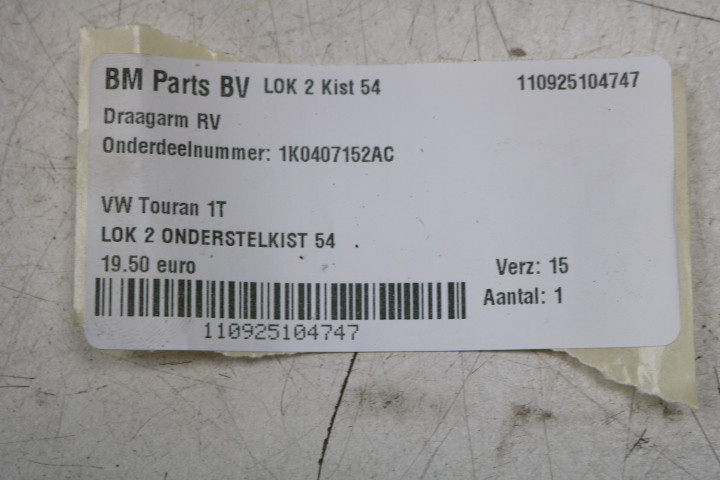 BM Parts BV LOK 2 Kist 54 110925104747
Draagarm RV
Onderdeelnummer: 1K0407152AC
VW Touran 1T
LOK 2 ONDERSTELKIST 54 .
19.50 euro Verz: 15
Aantal: 1
110925104747